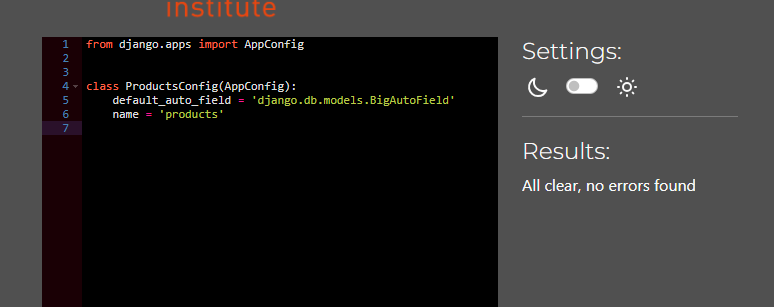 institute
1 from django.apps import AppConfig
2
3
4 class ProductsConfig(AppConfig):
5     default_auto_field = 'django.db.models.BigAutoField'
6     name = 'products'
7
Settings:
Results:
All clear, no errors found